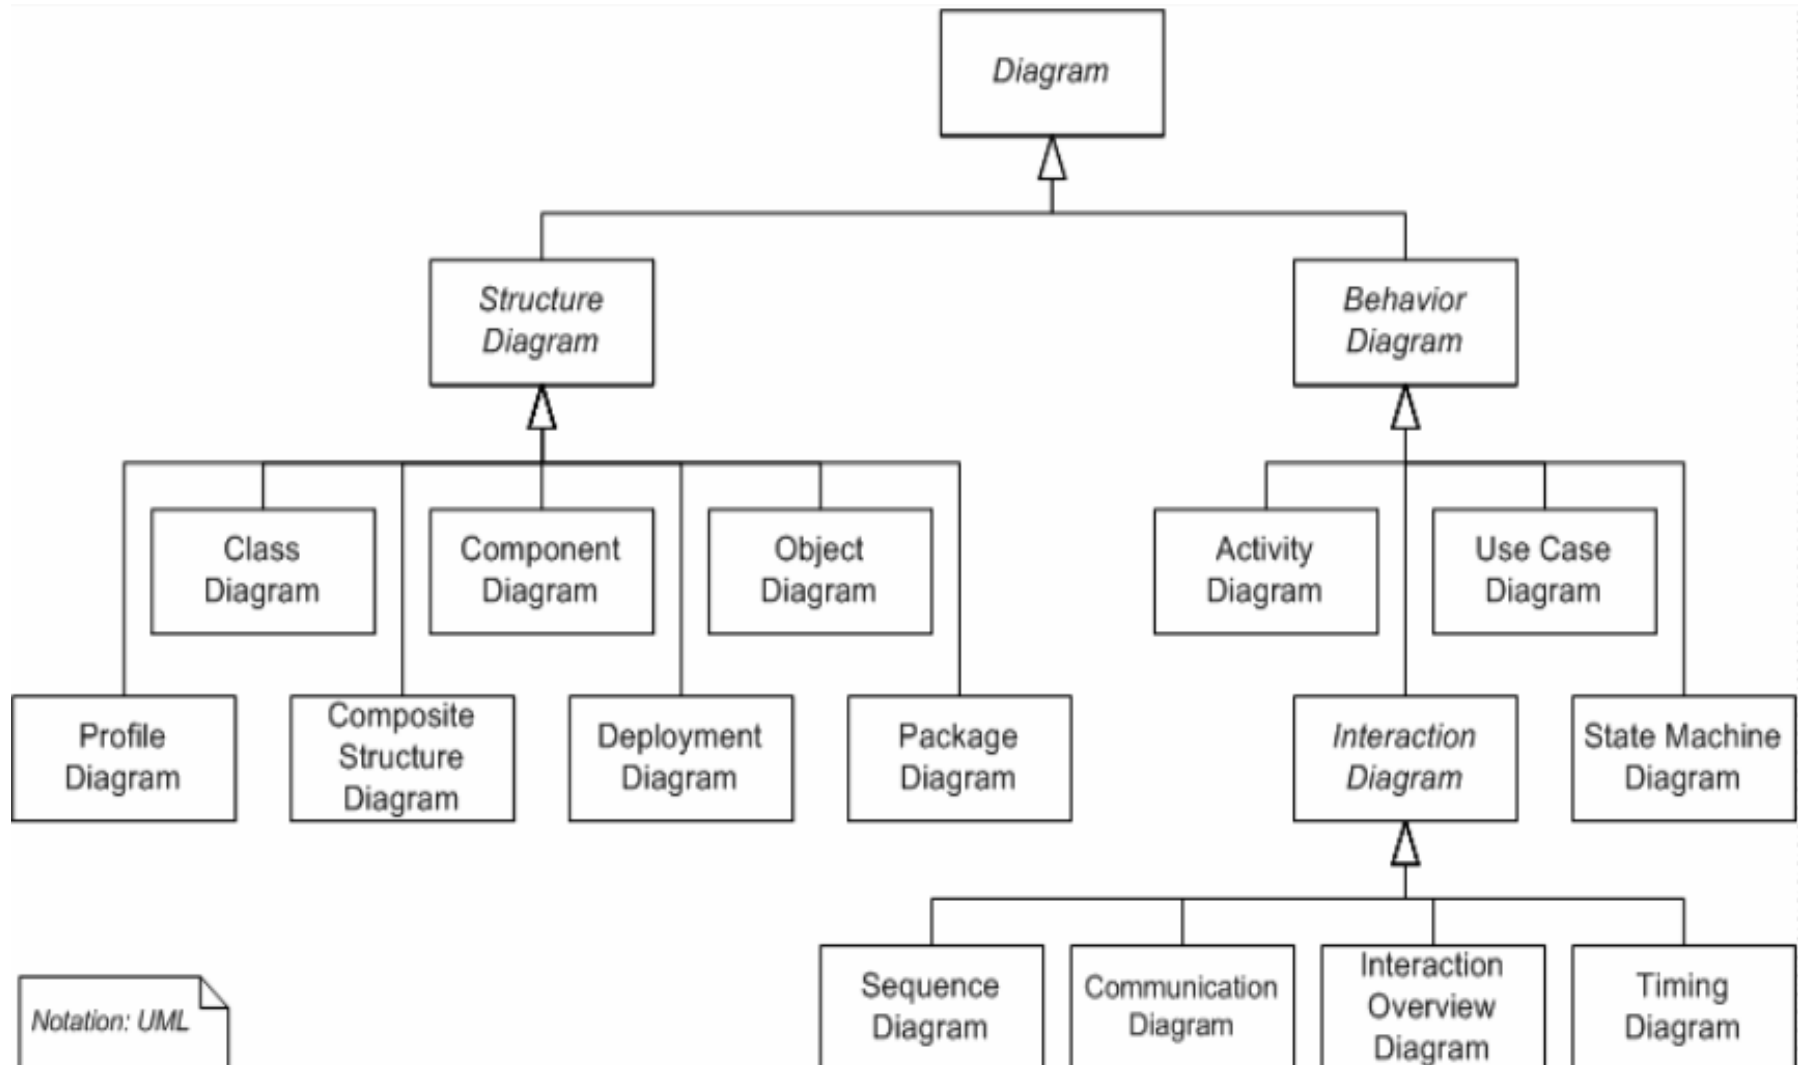 Diagram
Structure
Diagram
Behavior
Diagram
Class
Diagram
Component
Diagram
Object
Diagram
Activity
Diagram
Use Case
Diagram
Profile
Diagram
Composite
Structure
Diagram
Deployment
Diagram
Package
Diagram
Interaction
Diagram
State Machine
Diagram
Sequence
Diagram
Communication
Diagram
Interaction
Overview
Diagram
Timing
Diagram
Notation: UML